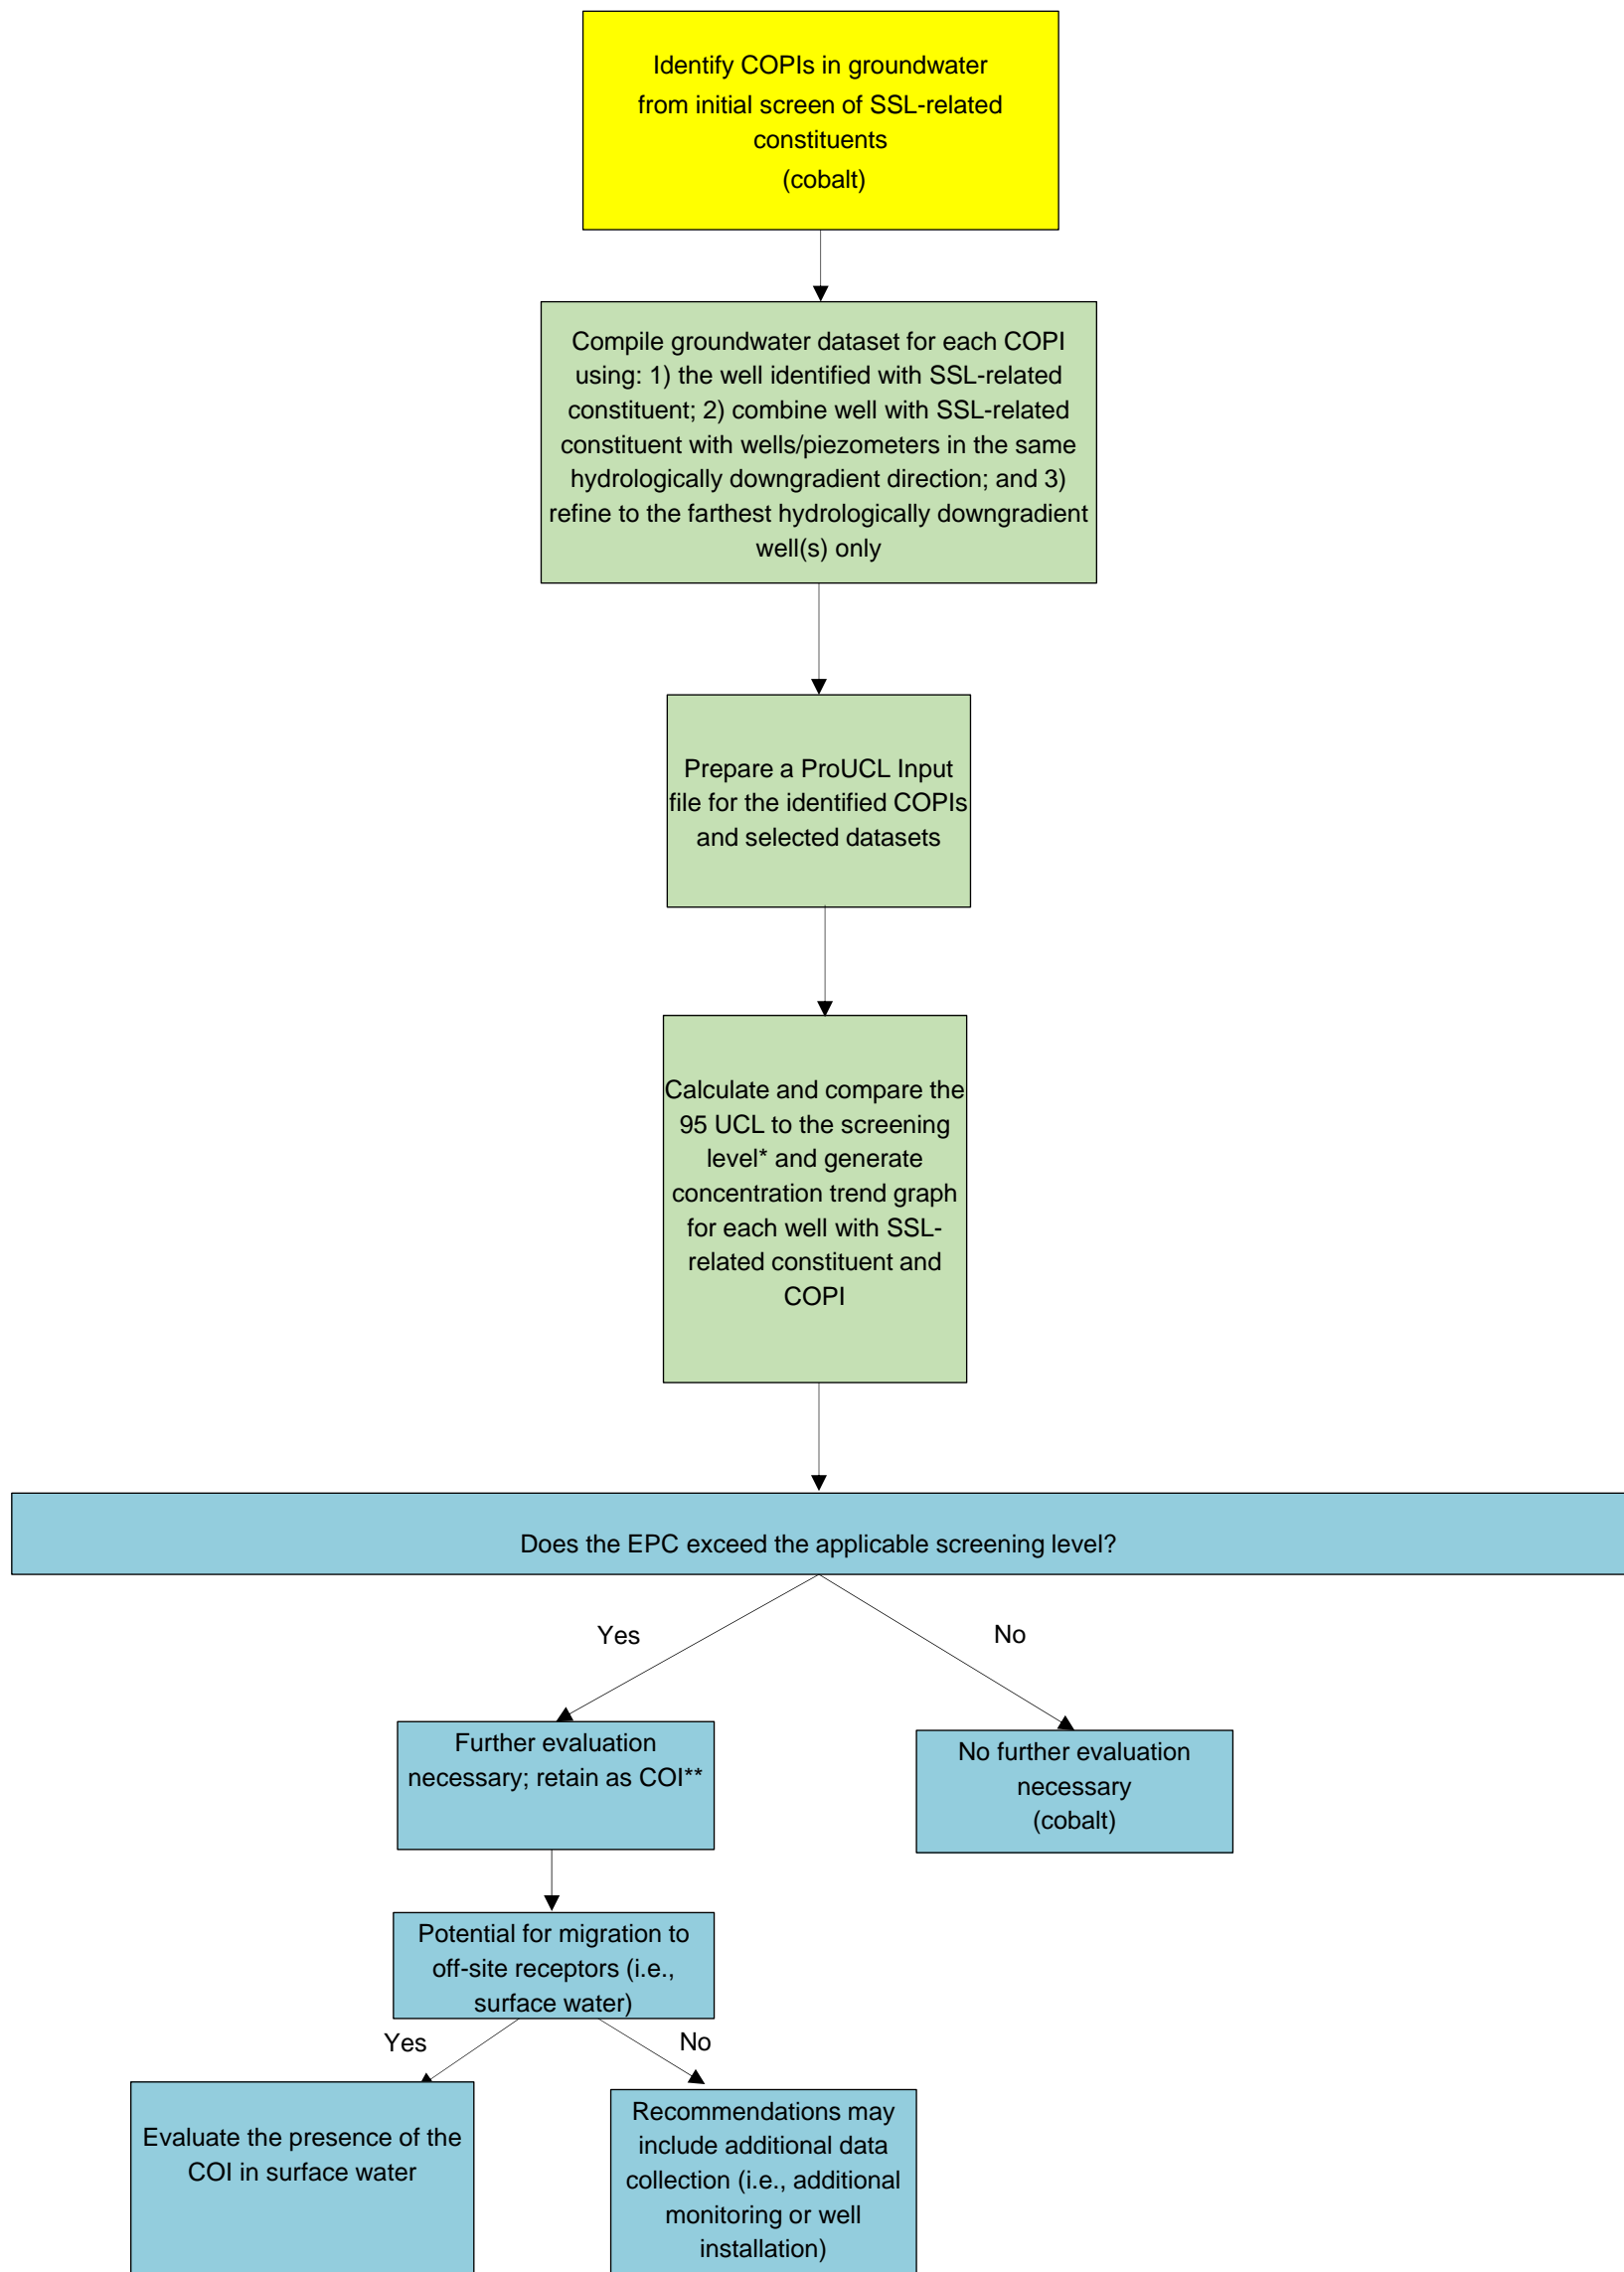 Identify COPIs in groundwater
from initial screen of SSL-related
constituents
(cobalt)
Compile groundwater dataset for each COPI
using: 1) the well identified with SSL-related
constituent; 2) combine well with SSL-related
constituent with wells/piezometers in the same
hydrologically downgradient direction; and 3)
refine to the farthest hydrologically downgradient
well(s) only
Prepare a ProUCL Input
file for the identified COPIs
and selected datasets
Calculate and compare the
95 UCL to the screening
level* and generate
concentration trend graph
for each well with SSL-
related constituent and
COPI
Does the EPC exceed the applicable screening level?
Yes
No
Further evaluation
necessary; retain as COI**
No further evaluation
necessary
(cobalt)
Potential for migration to
off-site receptors (i.e.,
surface water)
Yes
No
Evaluate the presence of the
COI in surface water
Recommendations may
include additional data
collection (i.e., additional
monitoring or well
installation)